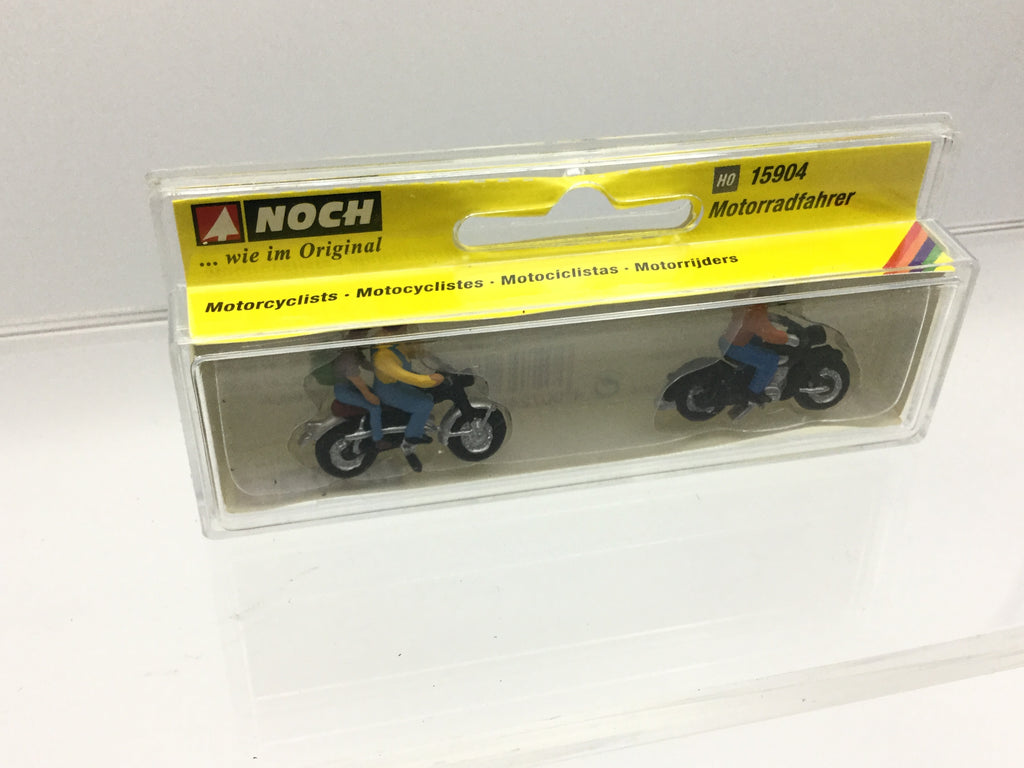 NOCH
... wie im Original
HO 15904
Motorradfahrer
Motorcyclists · Motocyclistes · Motociclistas · Motorrijders